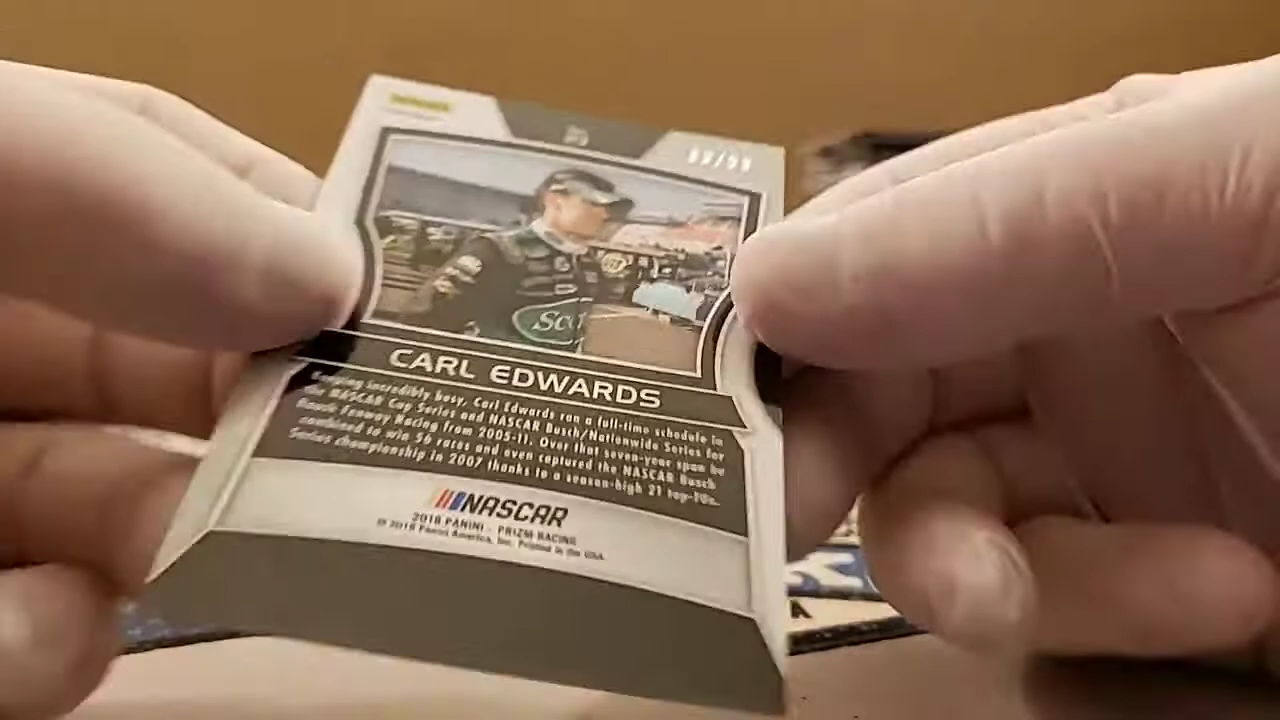 PANINI
Sco
CARL EDWARDS
Keeping incredibly busy, Carl Edwards ran a full-time schedule in
the NASCAR Cup Series and NASCAR Busch/Nationwide Series for
Roush Fenway Racing from 2005-11. Over that seven-year span he
combined to win 56 races and even captured the NASCAR Busch
Series championship in 2007 thanks to a season-high 21 top-10s.
NASCAR
2018 PANINI - PRIZM RACING
© 2018 Panini America, Inc. Printed in the USA.
A